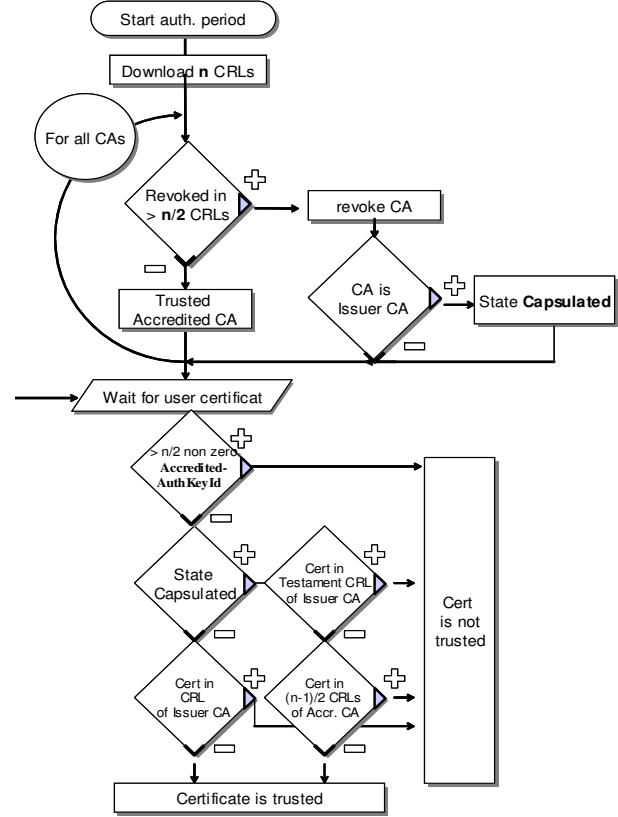 Start auth. period
Download n CRLs
For all CAs
Revoked in
> n/2 CRLs
revoke CA
CA is
Issuer CA
State Capsulated
Trusted
Accredited CA
Wait for user certificat
> n/2 non zero
Accredited-
AuthKeyId
State
Capsulated
Cert in
Testament CRL
of Issuer CA
Cert
is not
trusted
Cert in
CRL
of Issuer CA
Cert in
(n-1)/2 CRLs
of Accr. CA
Certificate is trusted